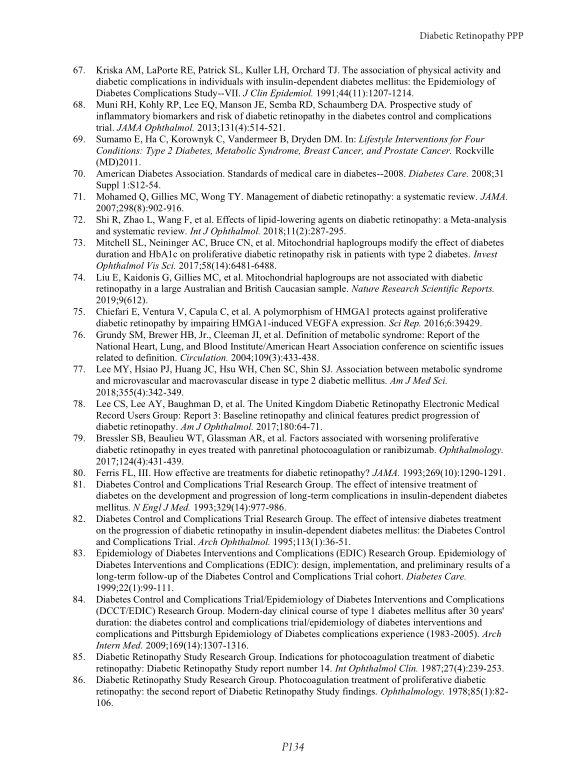 Diabetic Retinopathy PPP
67. Kriska AM, LaPorte RE, Patrick SL, Kuller LH, Orchard TJ. The association of physical activity and
diabetic complications in individuals with insulin-dependent diabetes mellitus: the Epidemiology of
Diabetes Complications Study--VII. J Clin Epidemiol. 1991;44(11):1207-1214.
68. Muni RH, Kohly RP, Lee EQ, Manson JE, Semba RD, Schaumberg DA. Prospective study of
inflammatory biomarkers and risk of diabetic retinopathy in the diabetes control and complications
trial. JAMA Ophthalmol. 2013;131(4):514-521.
69. Sumamo E, Ha C, Korownyk C, Vandermeer B, Dryden DM. In: Lifestyle Interventions for Four
Conditions: Type 2 Diabetes, Metabolic Syndrome, Breast Cancer, and Prostate Cancer. Rockville
(MD)2011.
70. American Diabetes Association. Standards of medical care in diabetes--2008. Diabetes Care. 2008;31
Suppl 1:S12-54.
71. Mohamed Q, Gillies MC, Wong TY. Management of diabetic retinopathy: a systematic review. JAMA.
2007;298(8):902-916.
72. Shi R, Zhao L, Wang F, et al. Effects of lipid-lowering agents on diabetic retinopathy: a Meta-analysis
and systematic review. Int J Ophthalmol. 2018;11(2):287-295.
73. Mitchell SL, Neininger AC, Bruce CN, et al. Mitochondrial haplogroups modify the effect of diabetes
duration and HbA1c on proliferative diabetic retinopathy risk in patients with type 2 diabetes. Invest
Ophthalmol Vis Sci. 2017;58(14):6481-6488.
74. Liu E, Kaidonis G, Gillies MC, et al. Mitochondrial haplogroups are not associated with diabetic
retinopathy in a large Australian and British Caucasian sample. Nature Research Scientific Reports.
2019;9(612).
75. Chiefari E, Ventura V, Capula C, et al. A polymorphism of HMGA1 protects against proliferative
diabetic retinopathy by impairing HMGA1-induced VEGFA expression. Sci Rep. 2016;6:39429.
76. Grundy SM, Brewer HB, Jr., Cleeman JI, et al. Definition of metabolic syndrome: Report of the
National Heart, Lung, and Blood Institute/American Heart Association conference on scientific issues
related to definition. Circulation. 2004;109(3):433-438.
77. Lee MY, Hsiao PJ, Huang JC, Hsu WH, Chen SC, Shin SJ. Association between metabolic syndrome
and microvascular and macrovascular disease in type 2 diabetic mellitus. Am J Med Sci.
2018;355(4):342-349.
78. Lee CS, Lee AY, Baughman D, et al. The United Kingdom Diabetic Retinopathy Electronic Medical
Record Users Group: Report 3: Baseline retinopathy and clinical features predict progression of
diabetic retinopathy. Am J Ophthalmol. 2017;180:64-71.
79. Bressler SB, Beaulieu WT, Glassman AR, et al. Factors associated with worsening proliferative
diabetic retinopathy in eyes treated with panretinal photocoagulation or ranibizumab. Ophthalmology.
2017;124(4):431-439.
80. Ferris FL, III. How effective are treatments for diabetic retinopathy? JAMA. 1993;269(10):1290-1291.
81. Diabetes Control and Complications Trial Research Group. The effect of intensive treatment of
diabetes on the development and progression of long-term complications in insulin-dependent diabetes
mellitus. N Engl J Med. 1993;329(14):977-986.
82. Diabetes Control and Complications Trial Research Group. The effect of intensive diabetes treatment
on the progression of diabetic retinopathy in insulin-dependent diabetes mellitus: the Diabetes Control
and Complications Trial. Arch Ophthalmol. 1995;113(1):36-51.
83. Epidemiology of Diabetes Interventions and Complications (EDIC) Research Group. Epidemiology of
Diabetes Interventions and Complications (EDIC): design, implementation, and preliminary results of a
long-term follow-up of the Diabetes Control and Complications Trial cohort. Diabetes Care.
1999;22(1):99-111.
84. Diabetes Control and Complications Trial/Epidemiology of Diabetes Interventions and Complications
(DCCT/EDIC) Research Group. Modern-day clinical course of type 1 diabetes mellitus after 30 years'
duration: the diabetes control and complications trial/epidemiology of diabetes interventions and
complications and Pittsburgh Epidemiology of Diabetes complications experience (1983-2005). Arch
Intern Med. 2009;169(14):1307-1316.
85. Diabetic Retinopathy Study Research Group. Indications for photocoagulation treatment of diabetic
retinopathy: Diabetic Retinopathy Study report number 14. Int Ophthalmol Clin. 1987;27(4):239-253.
86. Diabetic Retinopathy Study Research Group. Photocoagulation treatment of proliferative diabetic
retinopathy: the second report of Diabetic Retinopathy Study findings. Ophthalmology. 1978;85(1):82-
106.
P134